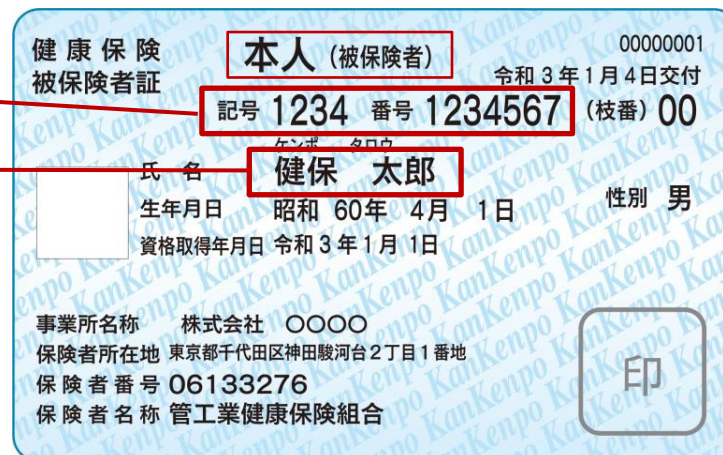 健康保険 本人(被保険者) 00000001
被保険者証 令和3年1月4日交付
記号 1234 番号 1234567 (枝番) 00
ケンポ タロウ
氏名 健保 太郎
生年月日 昭和 60年 4月 1日 性別 男
資格取得年月日 令和3年1月1日
事業所名称 株式会社 〇〇〇〇
保険者所在地 東京都千代田区神田駿河台2丁目1番地
保険者番号 06133276
保険者名称 管工業健康保険組合
印
KanKenpo